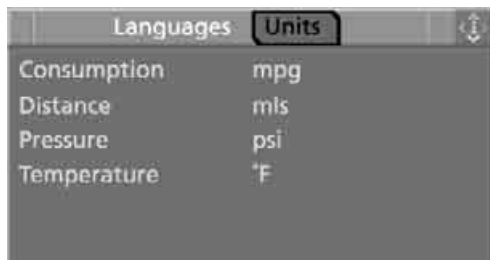 Languages Units
Consumption mpg
Distance mls
Pressure psi
Temperature °F